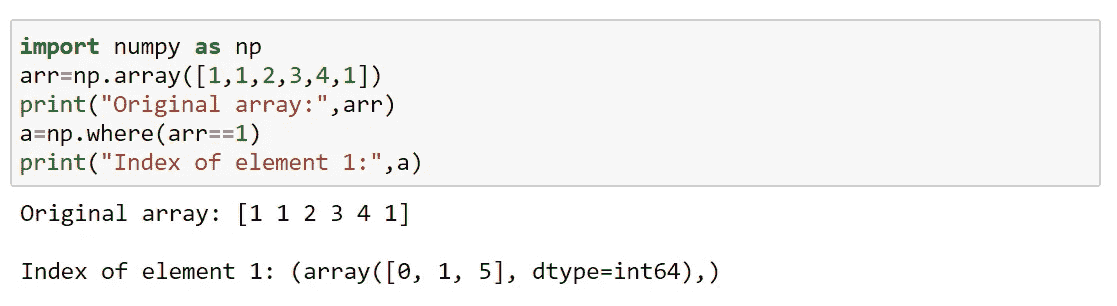 import numpy as np
arr=np.array([1,1,2,3,4,1])
print("Original array:",arr)
a=np.where(arr==1)
print("Index of element 1:",a)
Original array: [1 1 2 3 4 1]
Index of element 1: (array([0, 1, 5], dtype=int64),)